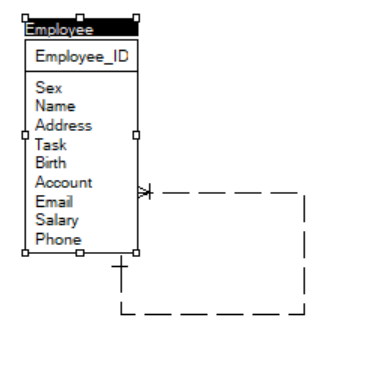 Employee
Employee_ID
Sex
Name
Address
Task
Birth
Account
Email
Salary
Phone